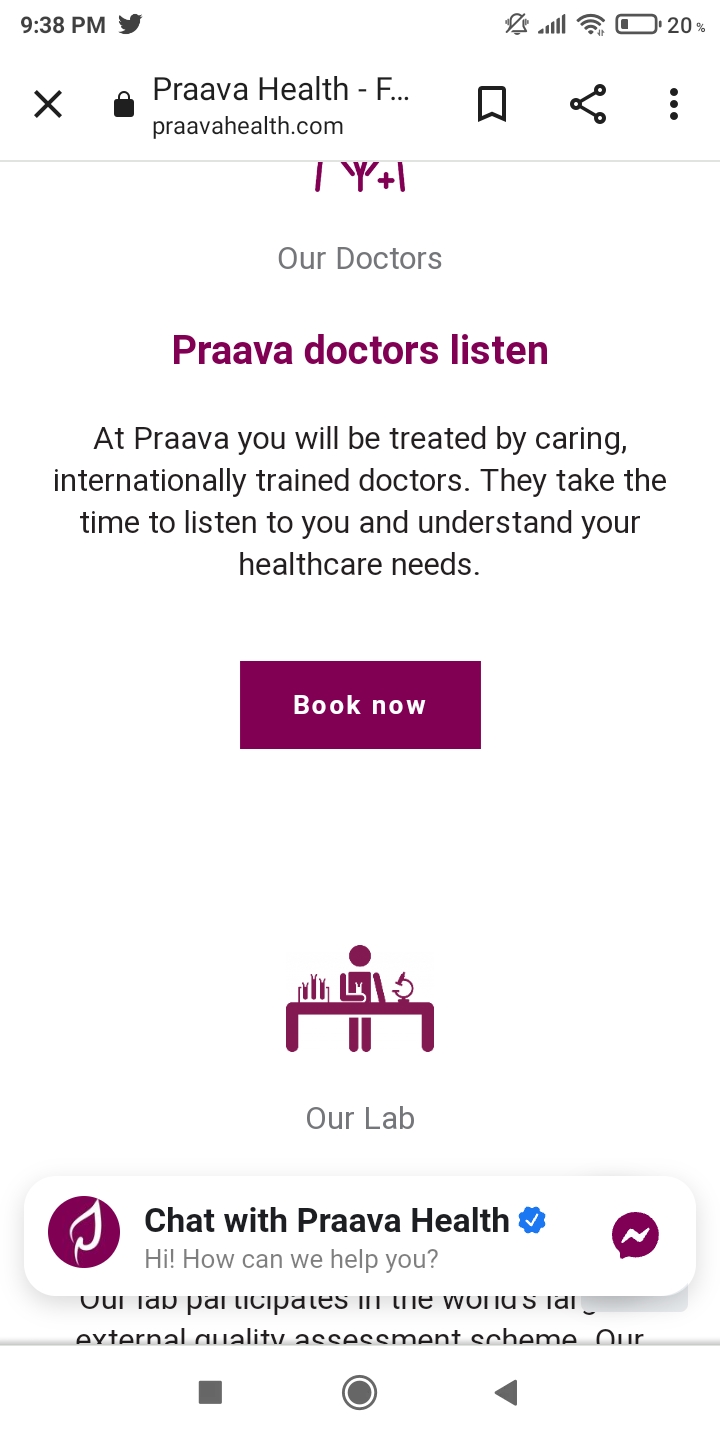 9:38 PM
20 %
Praava Health - F...
praavahealth.com
Our Doctors
Praava doctors listen
At Praava you will be treated by caring,
internationally trained doctors. They take the
time to listen to you and understand your
healthcare needs.
Book now
Our Lab
Chat with Praava Health
Hi! How can we help you?
Our lab participates in the world's
external quality assessment scheme. Our